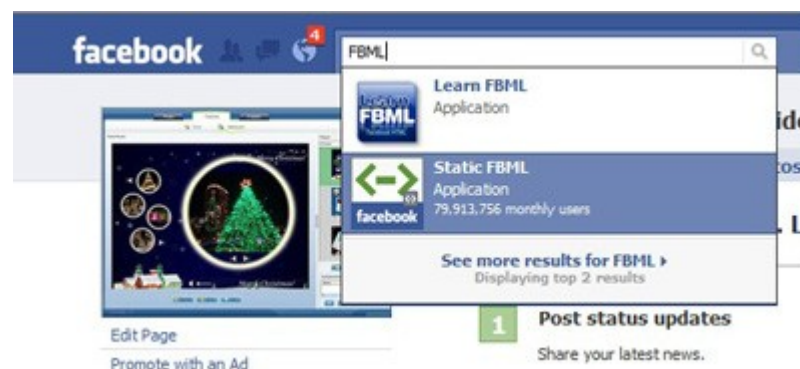 facebook
4
FBML
Learn FBML
Application
FBML
Static FBML
Application
79,913,756 monthly users
facebook
See more results for FBML
Displaying top 2 results
1
Post status updates
Share your latest news.
Edit Page
Promote with an Ad